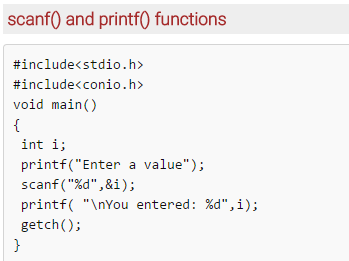 scanf() and printf() functions
#include<stdio.h>
#include<conio.h>
void main()
{
 int i;
 printf("Enter a value");
 scanf("%d",&i);
 printf( "\nYou entered: %d",i);
 getch();
}